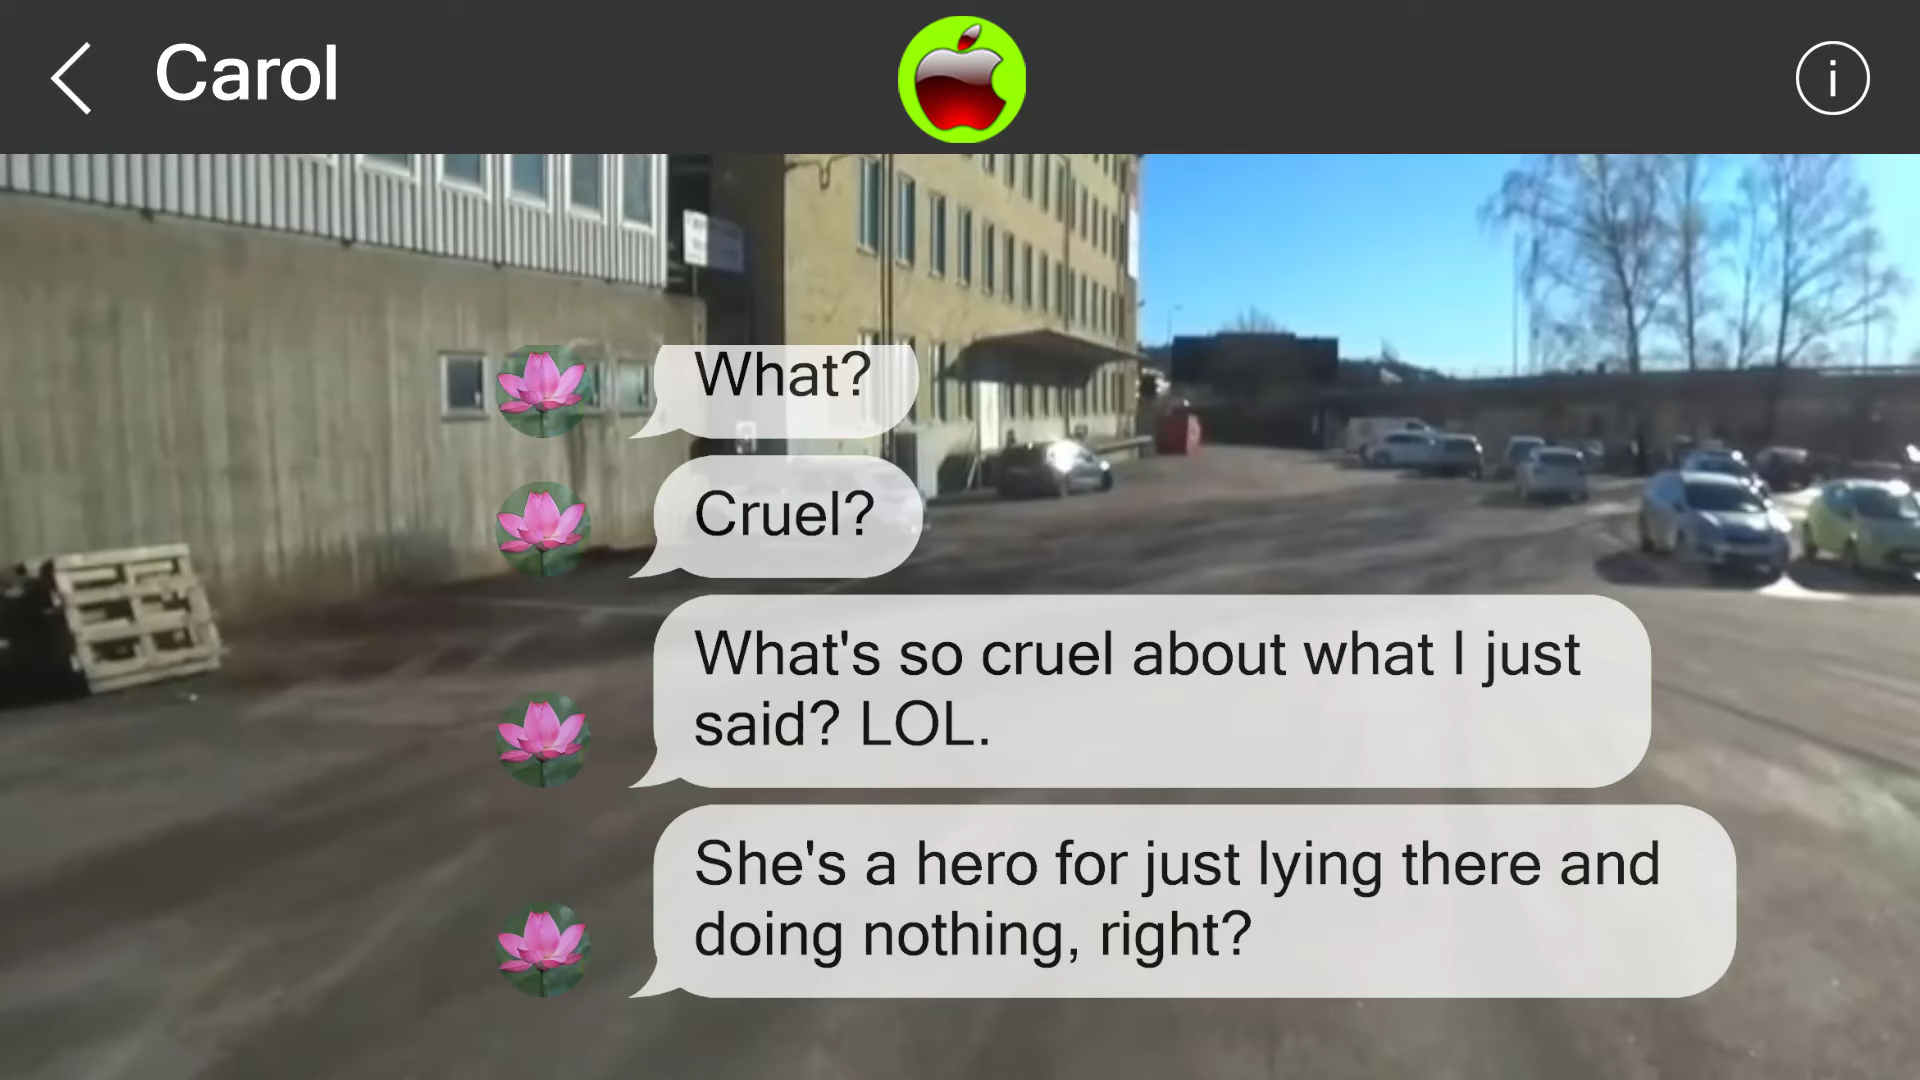 Carol
What?
Cruel?
What's so cruel about what I just
said? LOL.
She's a hero for just lying there and
doing nothing, right?